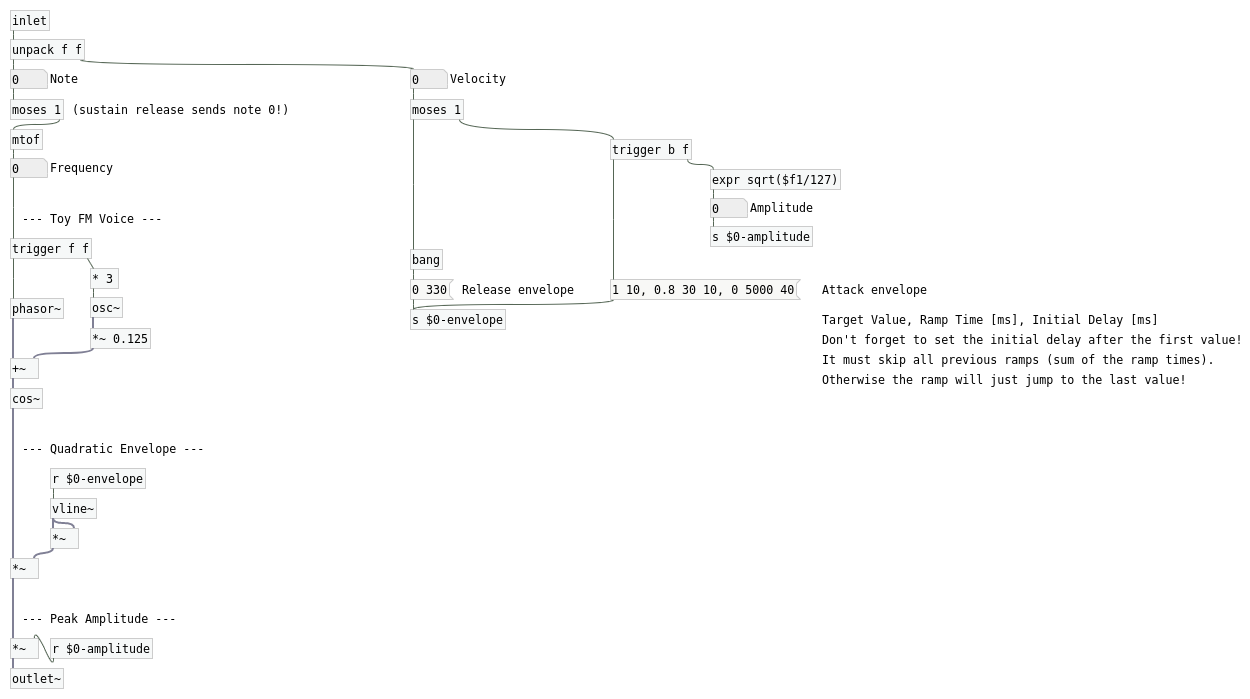 inlet
unpack f f
0 Note
0 Velocity
moses 1 (sustain release sends note 0!)
moses 1
mtof
trigger b f
0 Frequency
expr sqrt($f1/127)
0 Amplitude
--- Toy FM Voice ---
s $0-amplitude
trigger f f
bang
* 3
0 330 Release envelope
1 10, 0.8 30 10, 0 5000 40 Attack envelope
phasor~
osc~
s $0-envelope
Target Value, Ramp Time [ms], Initial Delay [ms]
*~ 0.125
Don't forget to set the initial delay after the first value!
It must skip all previous ramps (sum of the ramp times).
+~
Otherwise the ramp will just jump to the last value!
cos~
--- Quadratic Envelope ---
r $0-envelope
vline~
*~
*~
--- Peak Amplitude ---
*~ r $0-amplitude
outlet~